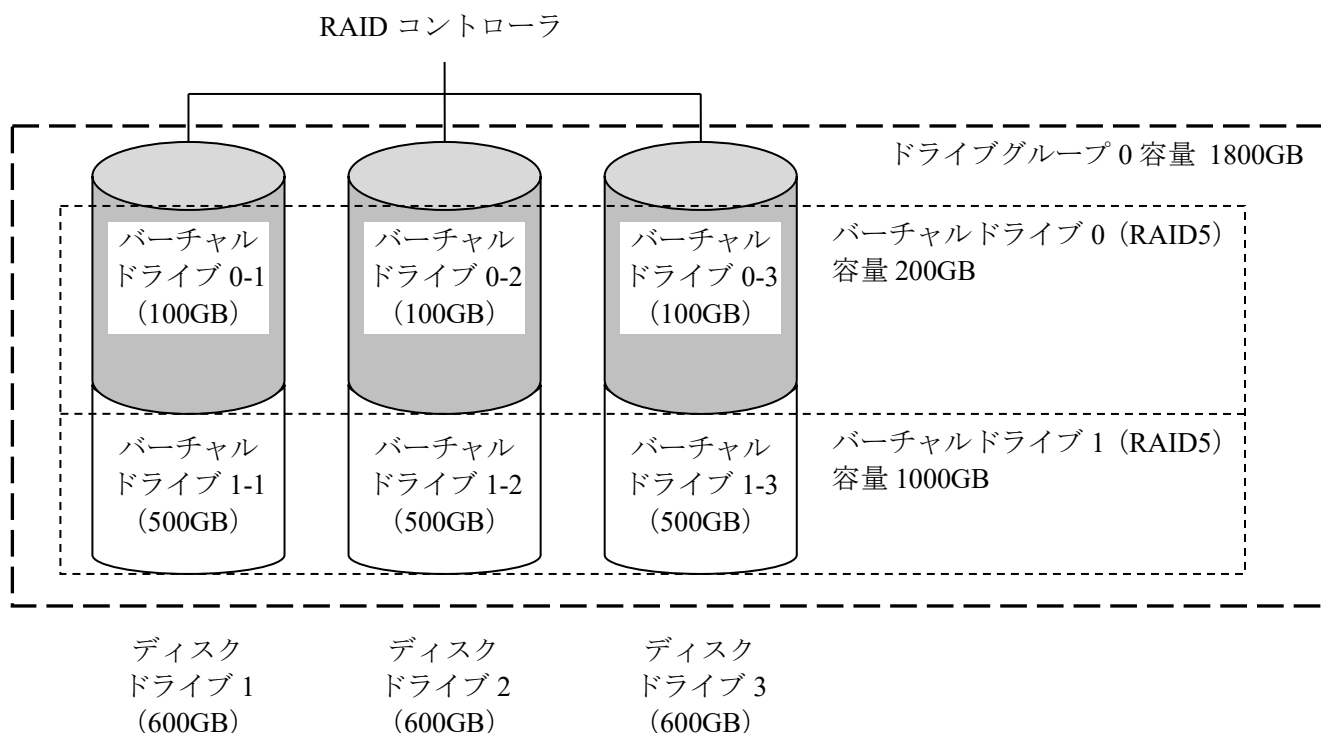 RAID コントローラ
ドライブグループ 0 容量 1800GB
バーチャル
ドライブ 0-1
（100GB）
バーチャル
ドライブ 0-2
（100GB）
バーチャル
ドライブ 0-3
（100GB）
バーチャルドライブ 0（RAID5）
容量 200GB
バーチャル
ドライブ 1-1
（500GB）
バーチャル
ドライブ 1-2
（500GB）
バーチャル
ドライブ 1-3
（500GB）
バーチャルドライブ 1（RAID5）
容量 1000GB
ディスク
ドライブ 1
（600GB）
ディスク
ドライブ 2
（600GB）
ディスク
ドライブ 3
（600GB）